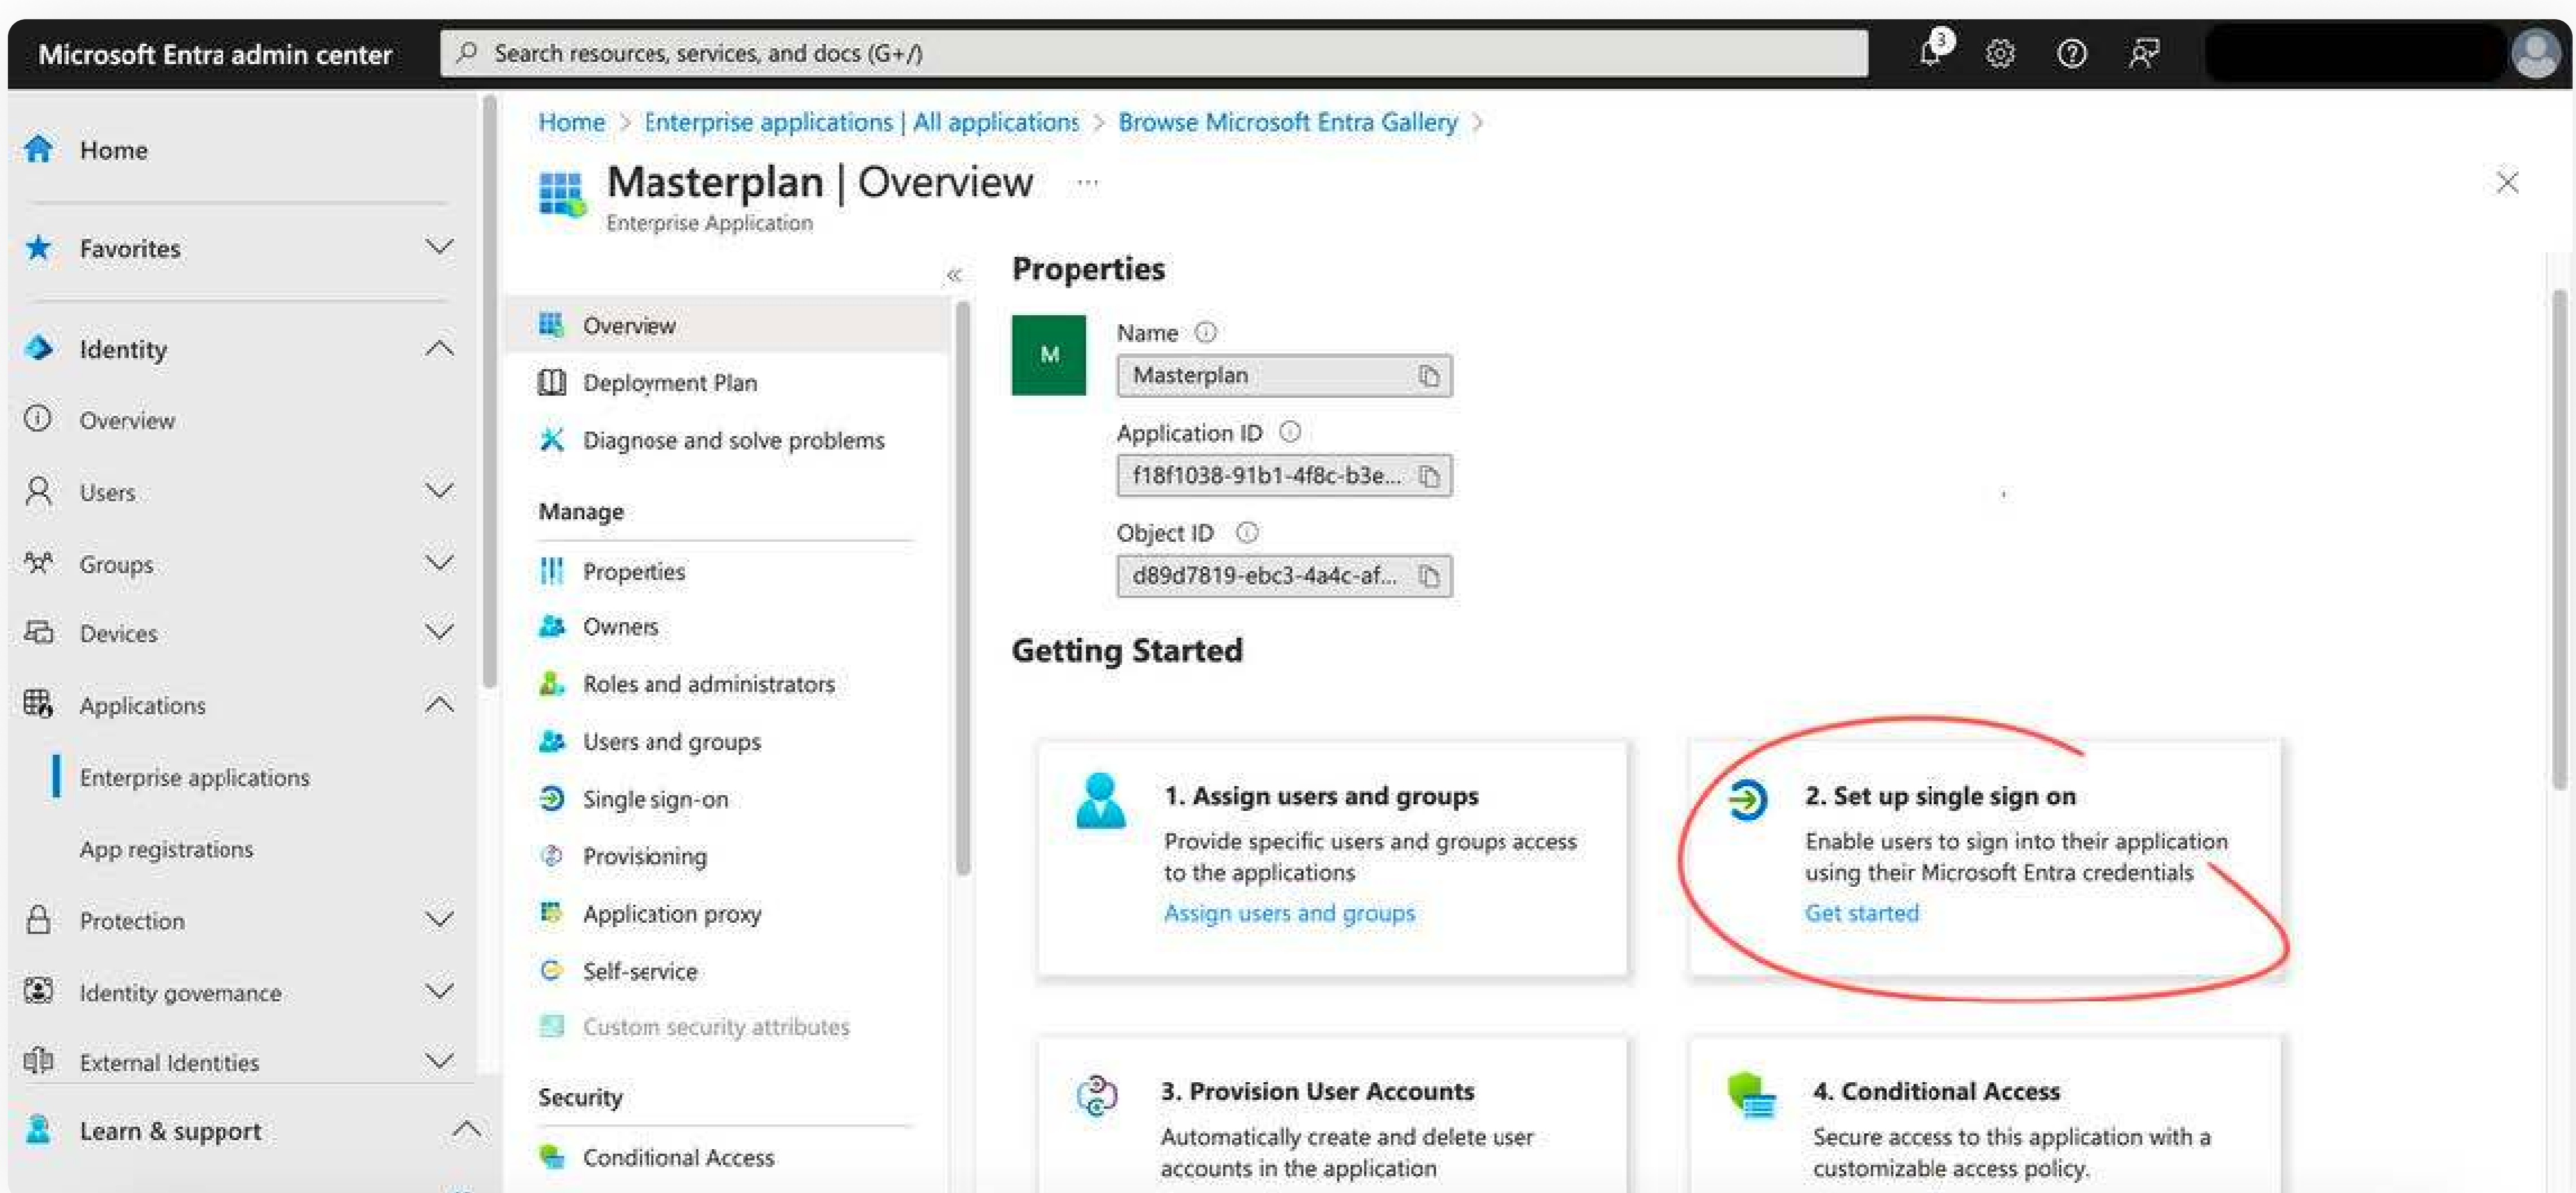 Microsoft Entra admin center
Search resources, services, and docs (G+/)
3
Home
Favorites
Identity
Overview
Users
Groups
Devices
Applications
Enterprise applications
App registrations
Protection
Identity governance
External Identities
Learn & support
Home > Enterprise applications | All applications > Browse Microsoft Entra Gallery >
Masterplan | Overview ...
Enterprise Application
Overview
Deployment Plan
Diagnose and solve problems
Manage
Properties
Owners
Roles and administrators
Users and groups
Single sign-on
Provisioning
Application proxy
Self-service
Custom security attributes
Security
Conditional Access
Properties
M
Name
Masterplan
Application ID
f18f1038-91b1-4f8c-b3e...
Object ID
d89d7819-ebc3-4a4c-af...
Getting Started
1. Assign users and groups
Provide specific users and groups access
to the applications
Assign users and groups
2. Set up single sign on
Enable users to sign into their application
using their Microsoft Entra credentials
Get started
3. Provision User Accounts
Automatically create and delete user
accounts in the application
4. Conditional Access
Secure access to this application with a
customizable access policy.